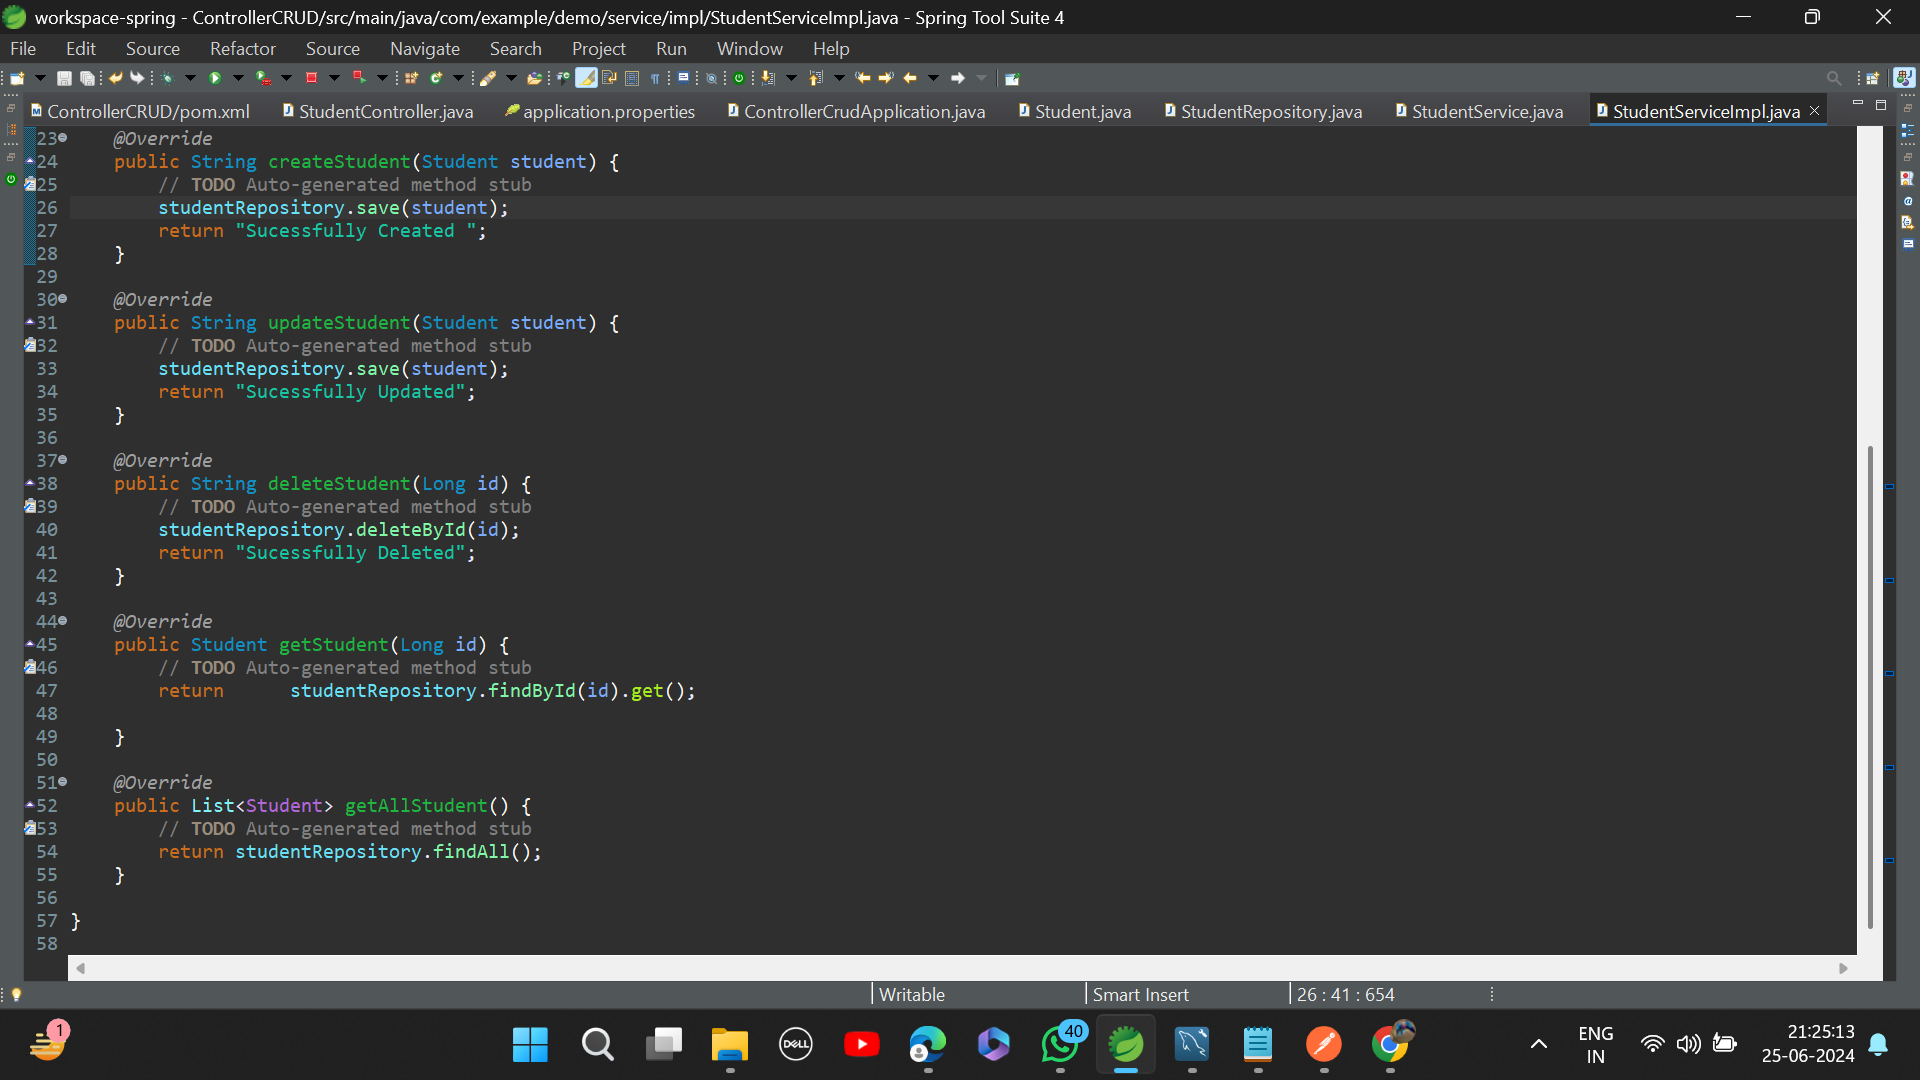 workspace-spring - ControllerCRUD/src/main/java/com/example/demo/service/impl/StudentServiceImpl.java - Spring Tool Suite 4
File Edit Source Refactor Source Navigate Search Project Run Window Help
ControllerCRUD/pom.xml StudentController.java application.properties ControllerCrudApplication.java Student.java StudentRepository.java StudentService.java StudentServiceImpl.java
23 @Override
24 public String createStudent(Student student) {
25 // TODO Auto-generated method stub
26 studentRepository.save(student);
27 return "Sucessfully Created ";
28 }
29
30 @Override
31 public String updateStudent(Student student) {
32 // TODO Auto-generated method stub
33 studentRepository.save(student);
34 return "Sucessfully Updated";
35 }
36
37 @Override
38 public String deleteStudent(Long id) {
39 // TODO Auto-generated method stub
40 studentRepository.deleteById(id);
41 return "Sucessfully Deleted";
42 }
43
44 @Override
45 public Student getStudent(Long id) {
46 // TODO Auto-generated method stub
47 return studentRepository.findById(id).get();
48
49 }
50
51 @Override
52 public List<Student> getAllStudent() {
53 // TODO Auto-generated method stub
54 return studentRepository.findAll();
55 }
56
57 }
58
Writable Smart Insert 26 : 41 : 654
1 DELL 40 ENG 21:25:13
IN 25-06-2024